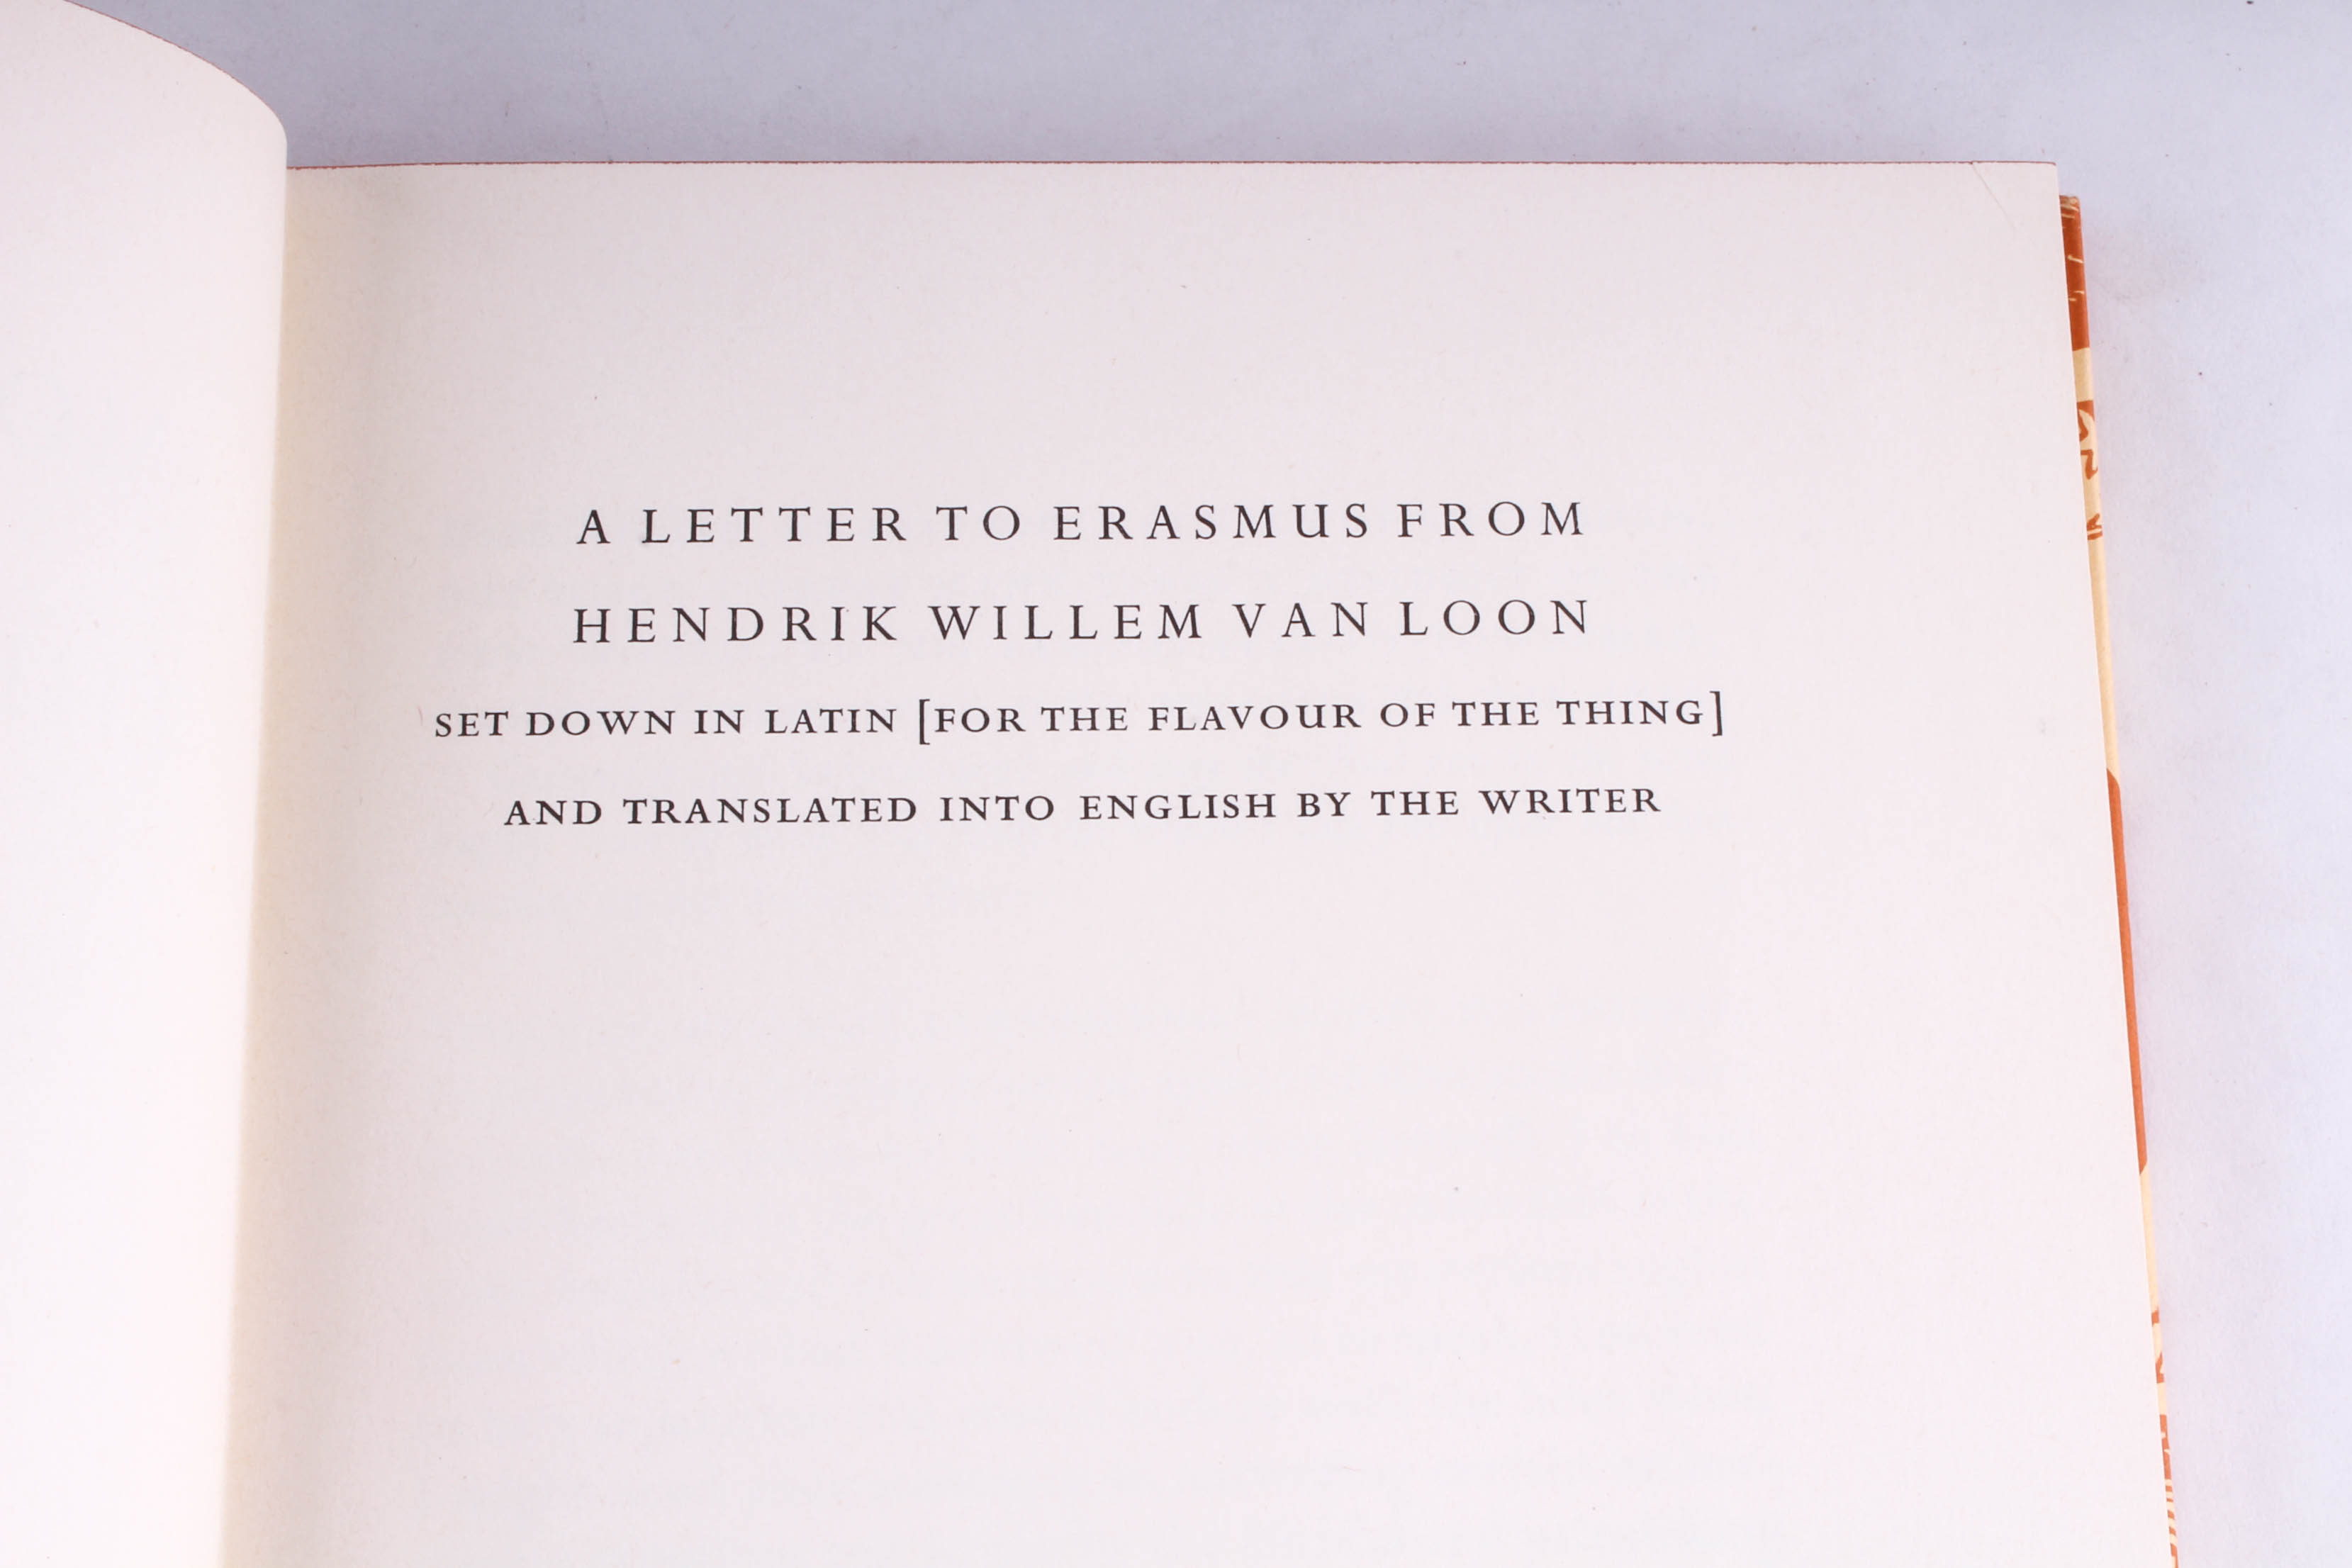 A LETTER TO ERASMUS FROM
HENDRIK WILLEM VAN LOON
SET DOWN IN LATIN [FOR THE FLAVOUR OF THE THING]
AND TRANSLATED INTO ENGLISH BY THE WRITER